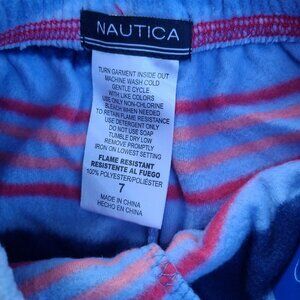 NAUTICA
TURN GARMENT INSIDE OUT
MACHINE WASH COLD
GENTLE CYCLE
WITH LIKE COLORS
USE ONLY NON-CHLORINE
BLEACH WHEN NEEDED
TO RETAIN FLAME RESISTANCE
USE DETERGENT ONLY
DO NOT USE SOAP
TUMBLE DRY LOW
REMOVE PROMPTLY
IRON ON LOWEST SETTING
FLAME RESISTANT
RESISTENTE AL FUEGO
100% POLYESTER/POLIÉSTER
7
MADE IN CHINA
HECHO EN CHINA